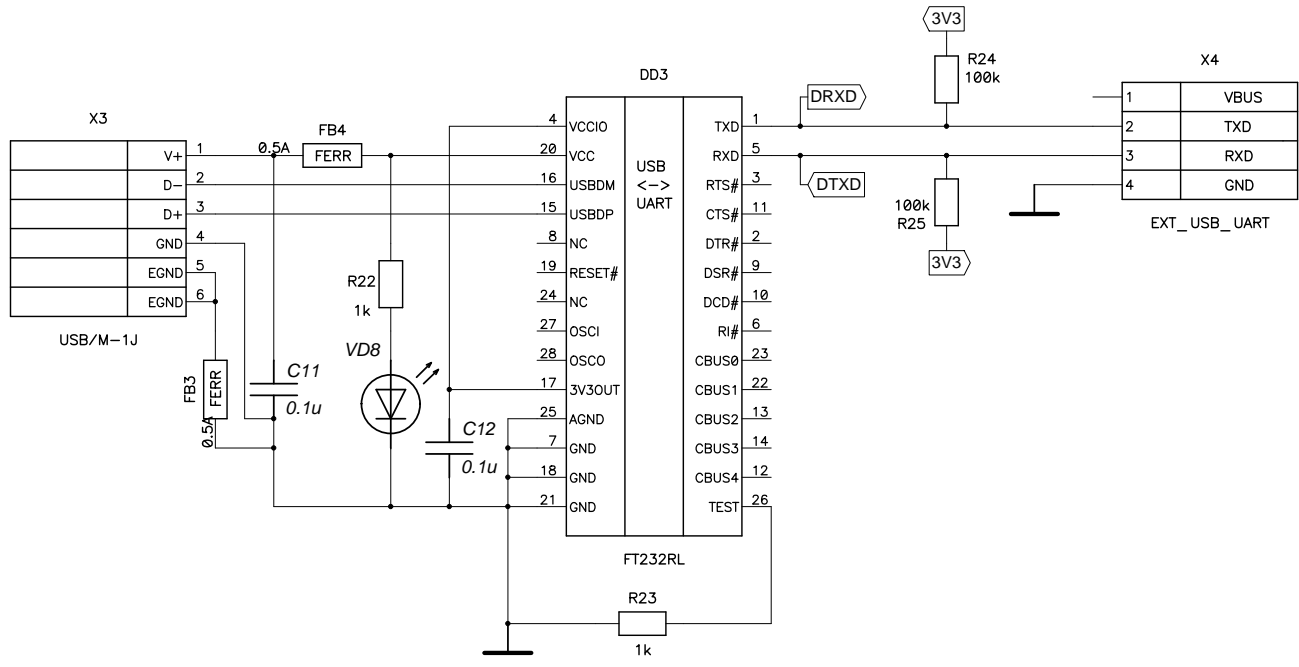 X3
V+ 1
D- 2
D+ 3
GND 4
EGND 5
EGND 6
USB/M-1J
0.5A
FB4
FERR
FB3
FERR
0.5A
C11
0.1u
R22
1k
VD8
C12
0.1u
DD3
4 VCCIO
20 VCC
16 USBDM
15 USBDP
8 NC
19 RESET#
24 NC
27 OSCI
28 OSCO
17 3V3OUT
25 AGND
7 GND
18 GND
21 GND
USB
<->
UART
TXD 1
RXD 5
RTS# 3
CTS# 11
DTR# 2
DSR# 9
DCD# 10
RI# 6
CBUS0 23
CBUS1 22
CBUS2 13
CBUS3 14
CBUS4 12
TEST 26
FT232RL
R23
1k
DRXD
DTXD
3V3
R24
100k
100k
R25
3V3
X4
1 VBUS
2 TXD
3 RXD
4 GND
EXT_USB_UART